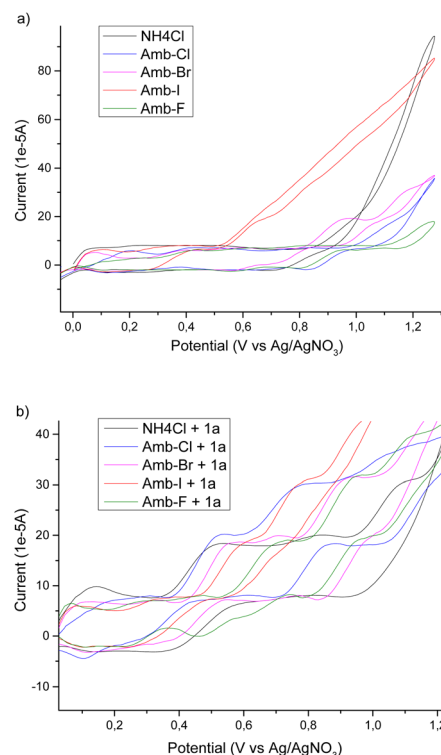 a)
NH4Cl
Amb-Cl
Amb-Br
Amb-I
Amb-F
80
60
40
20
0
Current (1e-5A)
0,0 0,2 0,4 0,6 0,8 1,0 1,2
Potential (V vs Ag/AgNO3)
b)
NH4Cl + 1a
Amb-Cl + 1a
Amb-Br + 1a
Amb-I + 1a
Amb-F + 1a
40
30
20
10
0
-10
Current (1e-5A)
0,2 0,4 0,6 0,8 1,0 1,2
Potential (V vs Ag/AgNO3)